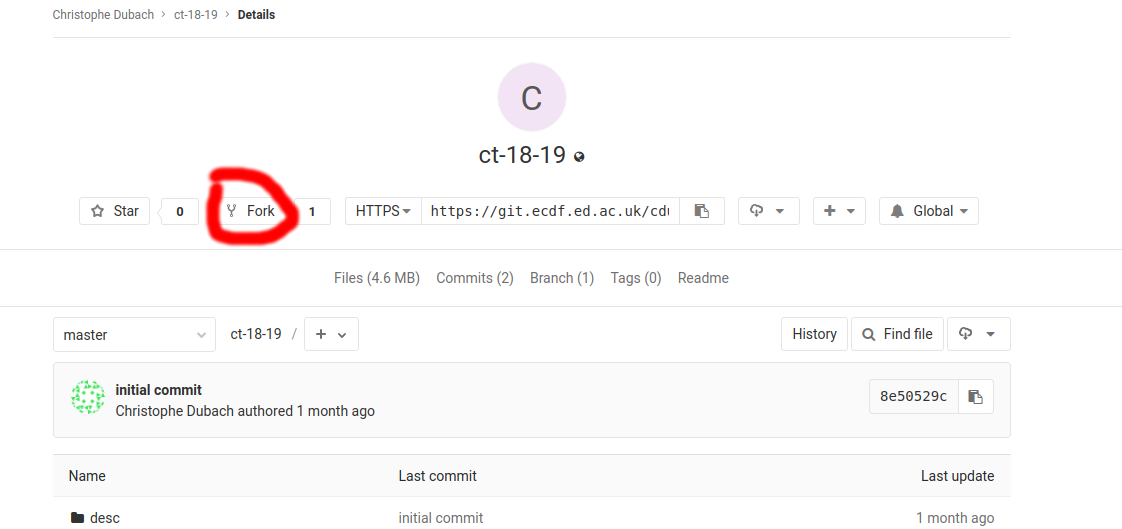 Christophe Dubach > ct-18-19 > Details
C
ct-18-19
Star 0 Fork 1 HTTPS https://git.ecdf.ed.ac.uk/cdu Global
Files (4.6 MB) Commits (2) Branch (1) Tags (0) Readme
master ct-18-19 / + History Find file
initial commit
Christophe Dubach authored 1 month ago
8e50529c
Name Last commit Last update
desc initial commit 1 month ago